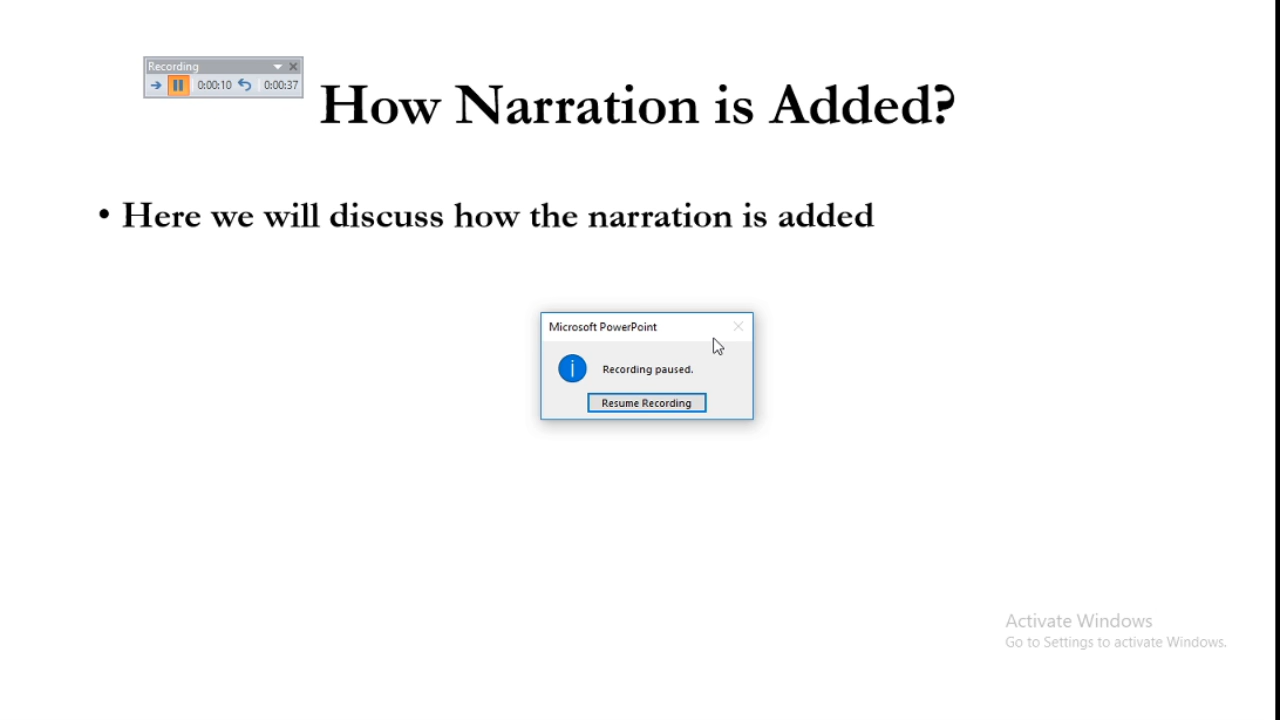 Recording
0:00:10 0:00:37
How Narration is Added?
• Here we will discuss how the narration is added
Microsoft PowerPoint
Recording paused.
Resume Recording
Activate Windows
Go to Settings to activate Windows.